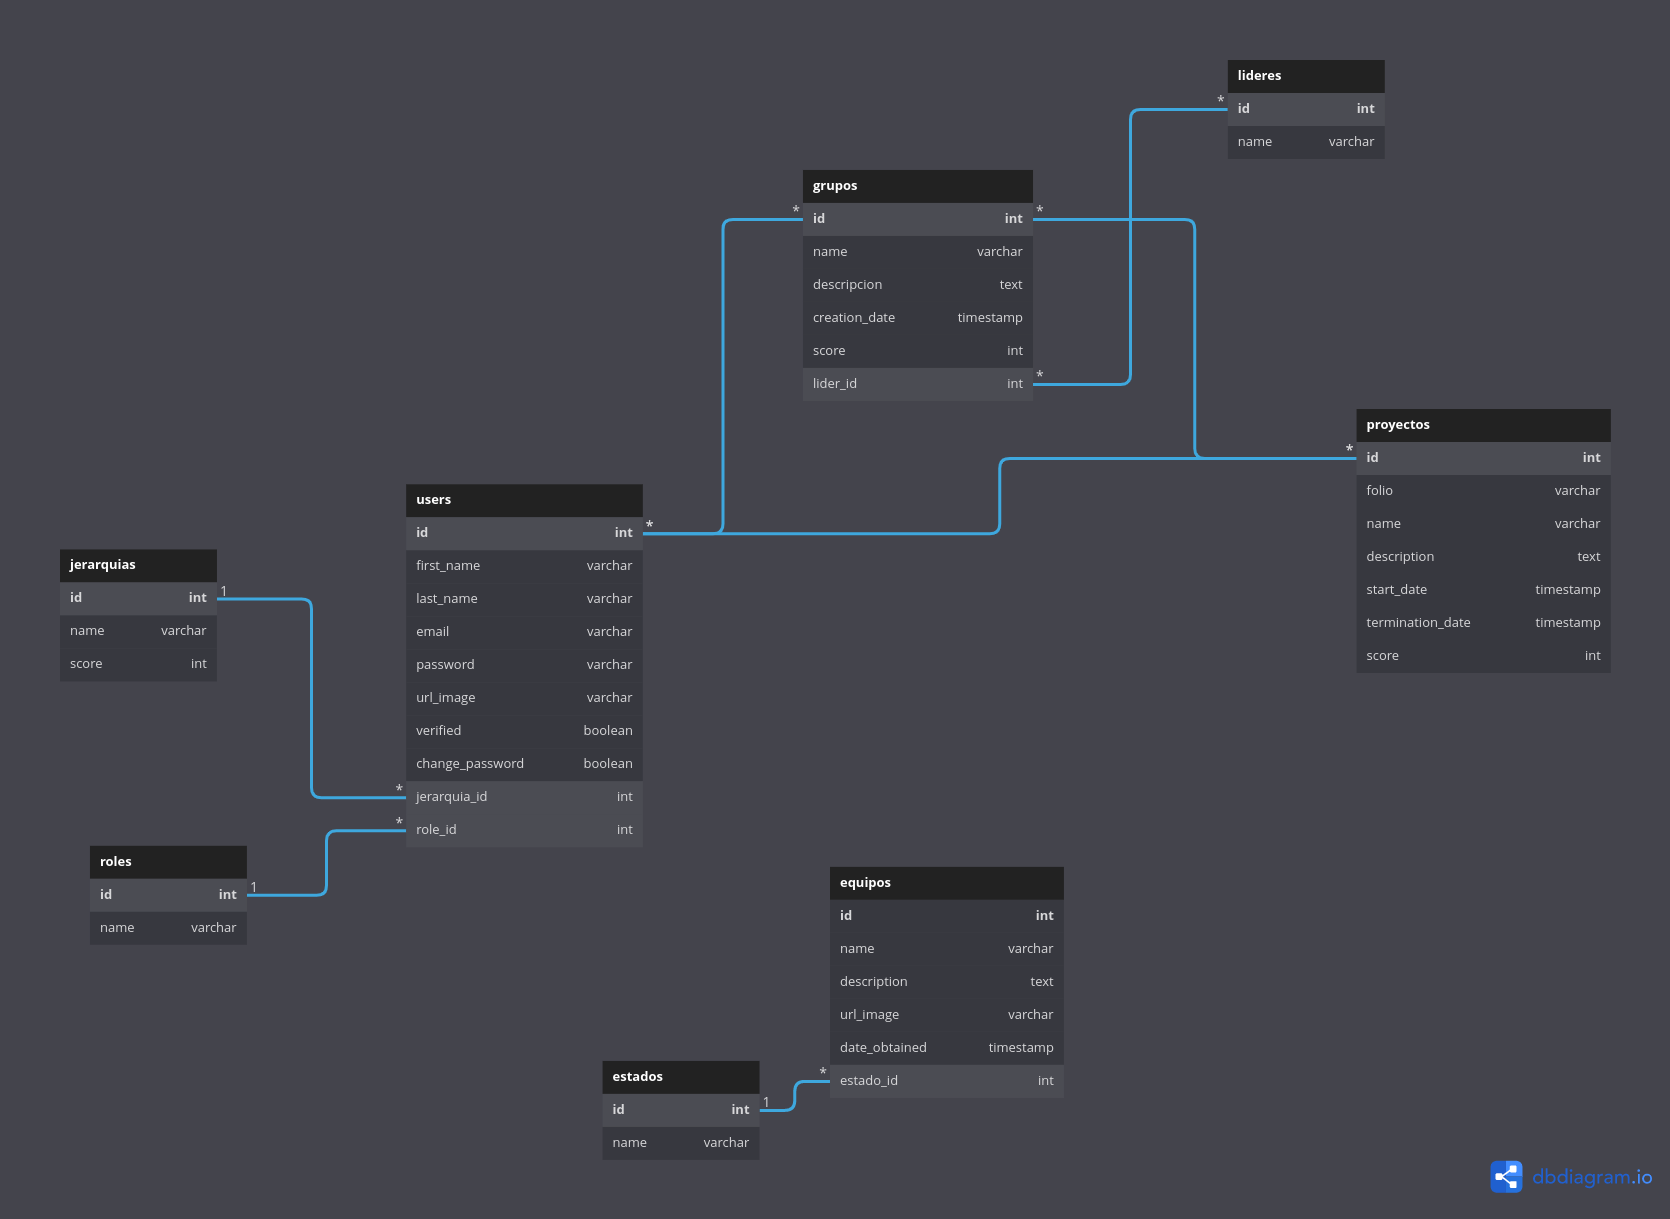 lideres
* id int
name varchar
grupos
* id int *
name varchar
descripcion text
creation_date timestamp
score int
lider_id int *
proyectos
* id int
folio varchar
name varchar
description text
start_date timestamp
termination_date timestamp
score int
users
id int *
first_name varchar
last_name varchar
email varchar
password varchar
url_image varchar
verified boolean
change_password boolean
* jerarquia_id int
* role_id int
jerarquias
id int 1
name varchar
score int
roles
id int 1
name varchar
equipos
id int
name varchar
description text
url_image varchar
date_obtained timestamp
* estado_id int
estados
id int 1
name varchar
dbdiagram.io